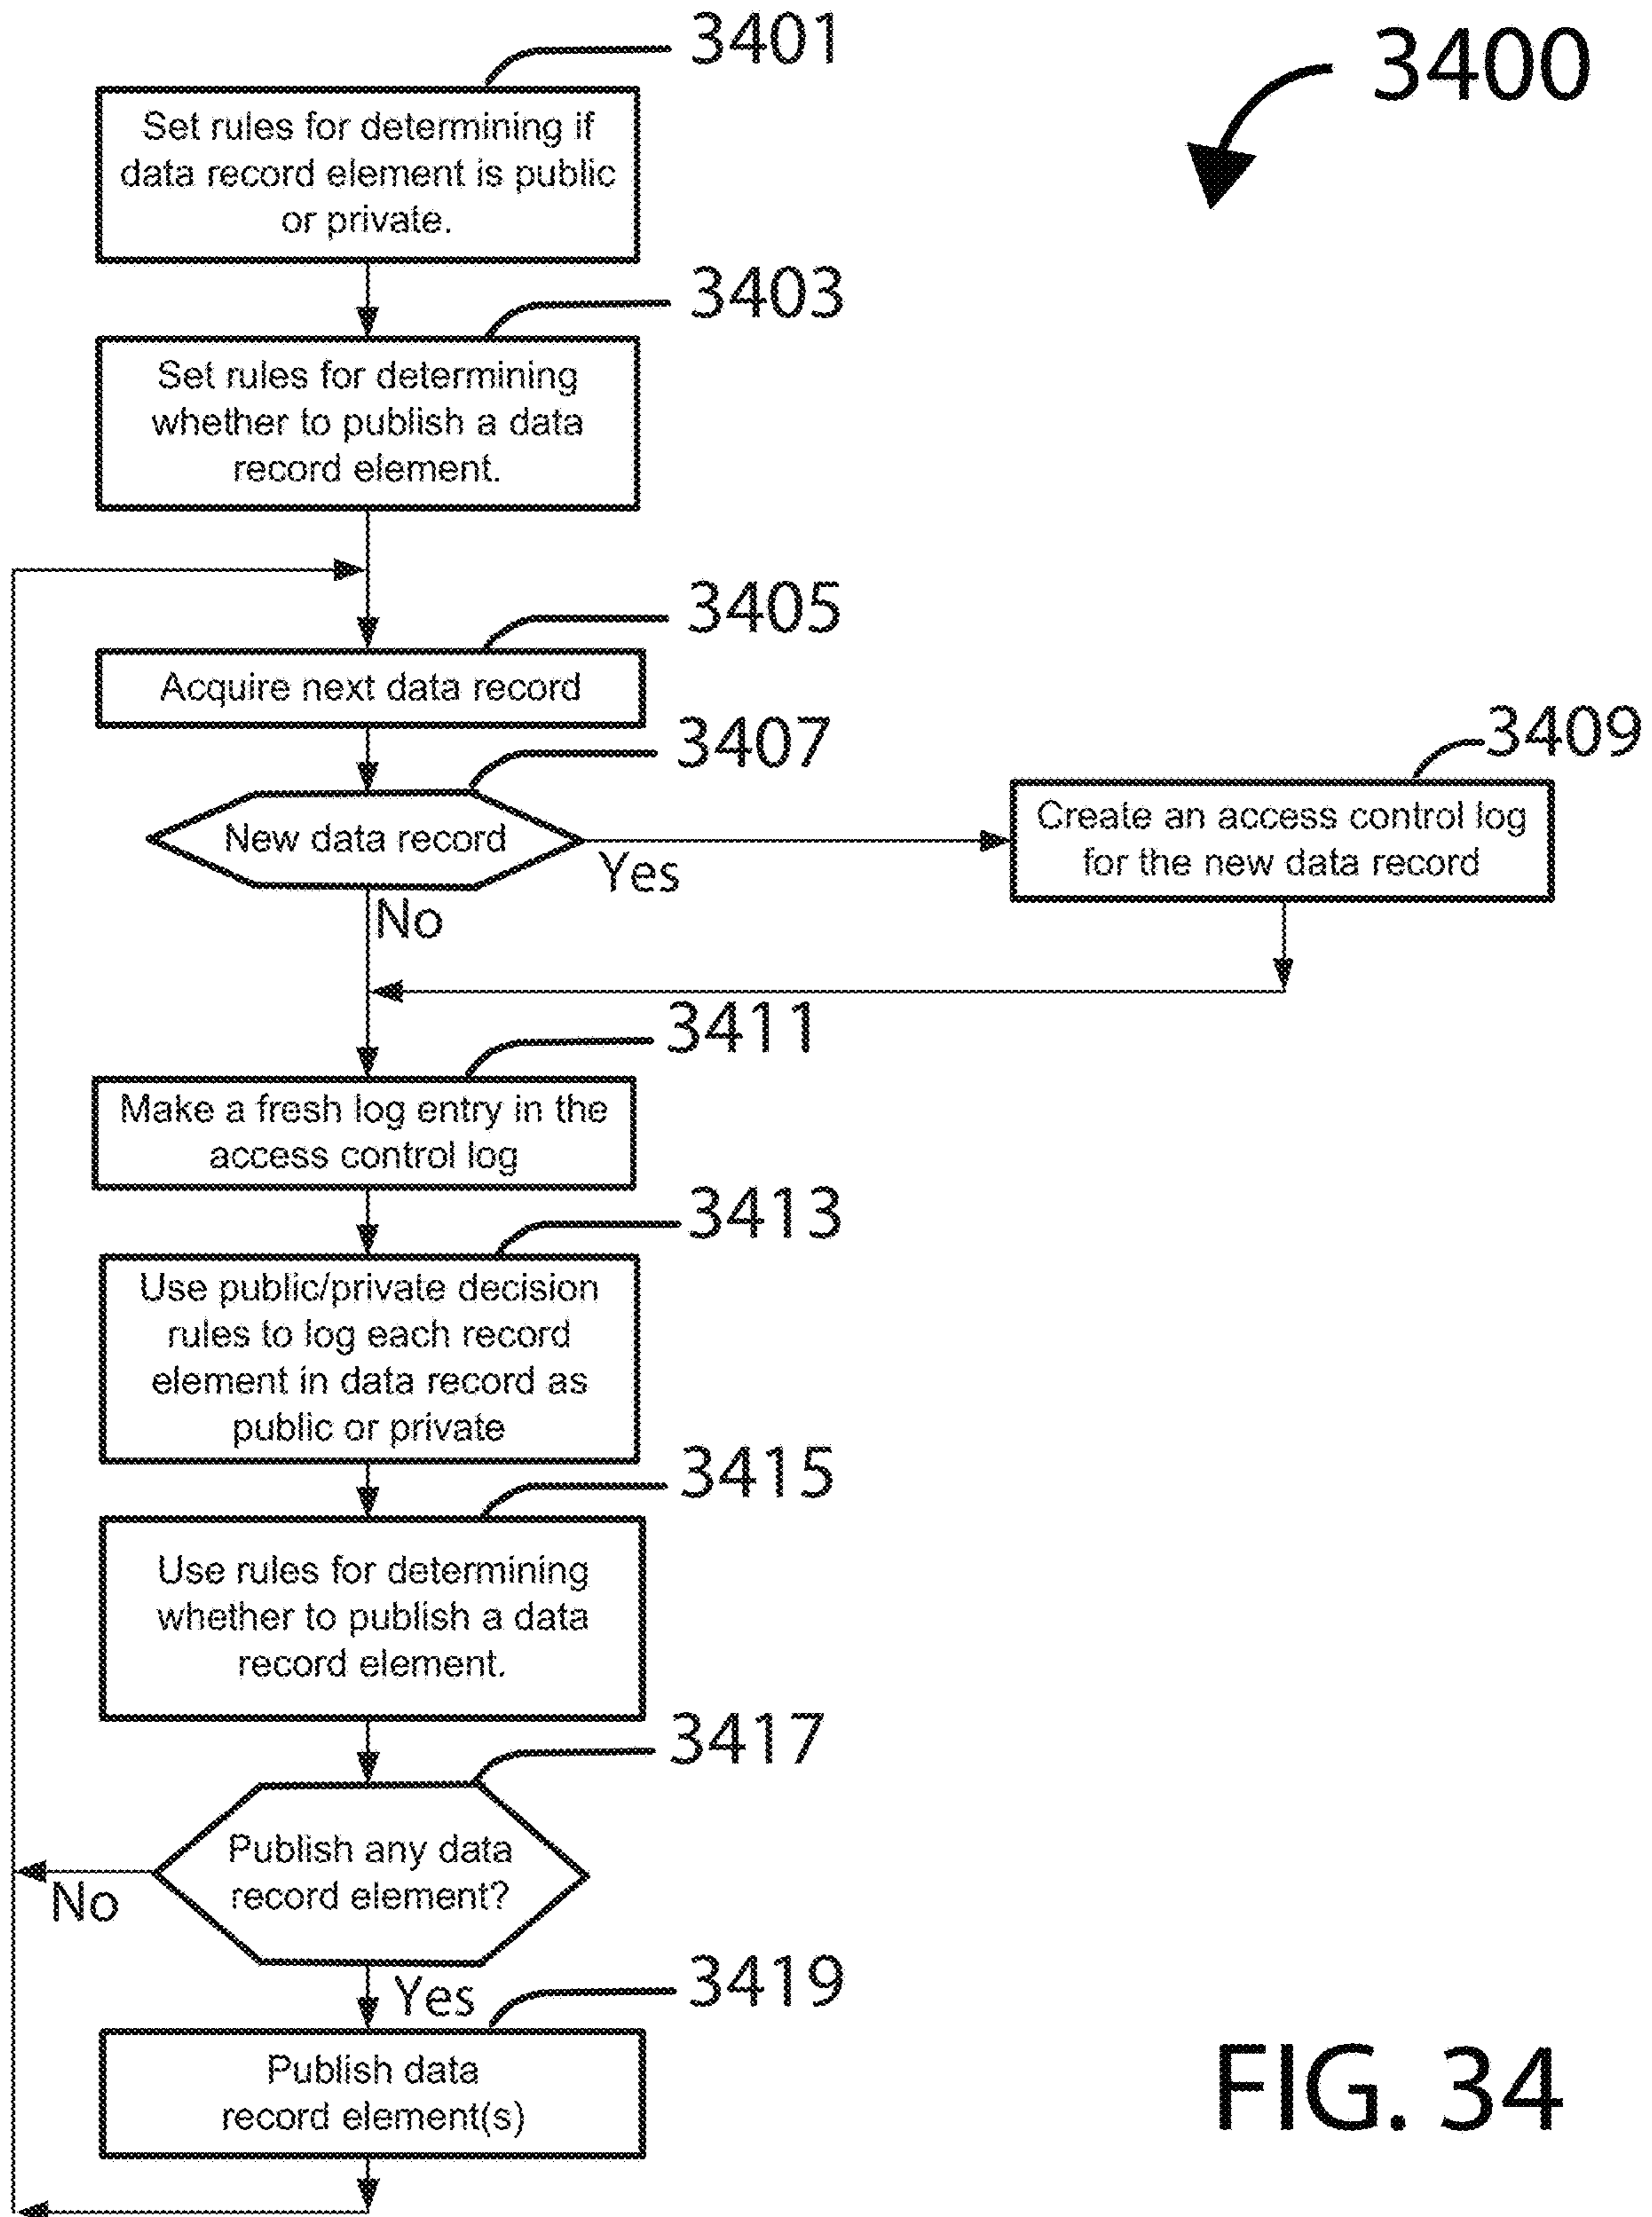 3401
3400
Set rules for determining if
data record element is public
or private.
3403
Set rules for determining
whether to publish a data
record element.
3405
Acquire next data record
3407
3409
New data record
Yes
No
Create an access control log
for the new data record
3411
Make a fresh log entry in the
access control log
3413
Use public/private decision
rules to log each record
element in data record as
public or private
3415
Use rules for determining
whether to publish a data
record element.
3417
Publish any data
record element?
No
Yes
3419
Publish data
record element(s)
FIG. 34